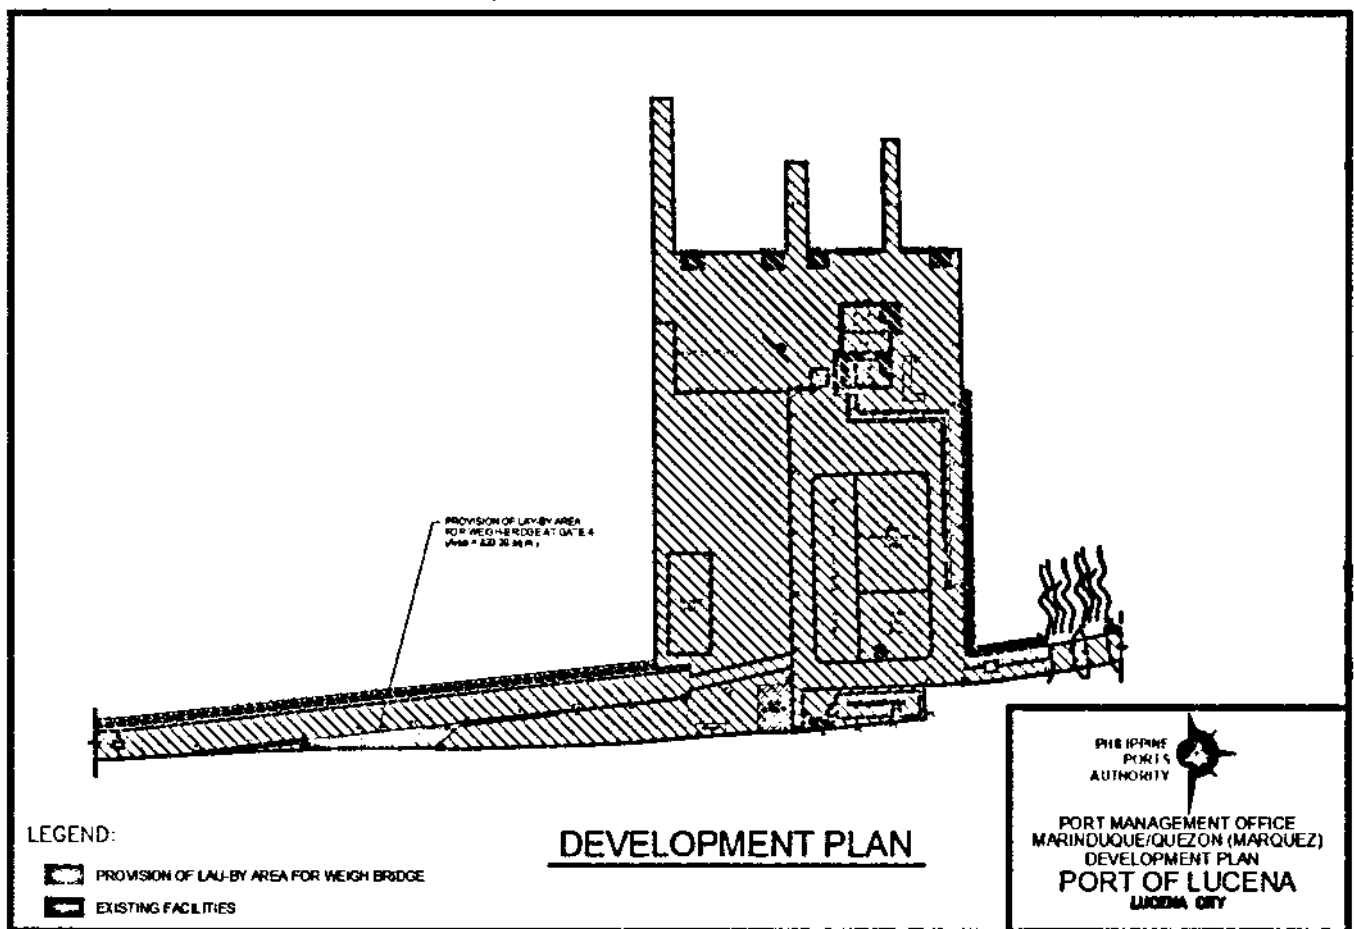 PROVISION OF LAY-BY AREA
FOR WEIGH-BRIDGE AT GATE 4
DEVELOPMENT PLAN
LEGEND:
PROVISION OF LAU-BY AREA FOR WEIGH BRIDGE
EXISTING FACILITIES
PHILIPPINE
PORTS
AUTHORITY
PORT MANAGEMENT OFFICE
MARINDUQUE/QUEZON (MARQUEZ)
DEVELOPMENT PLAN
PORT OF LUCENA
LUCENA CITY